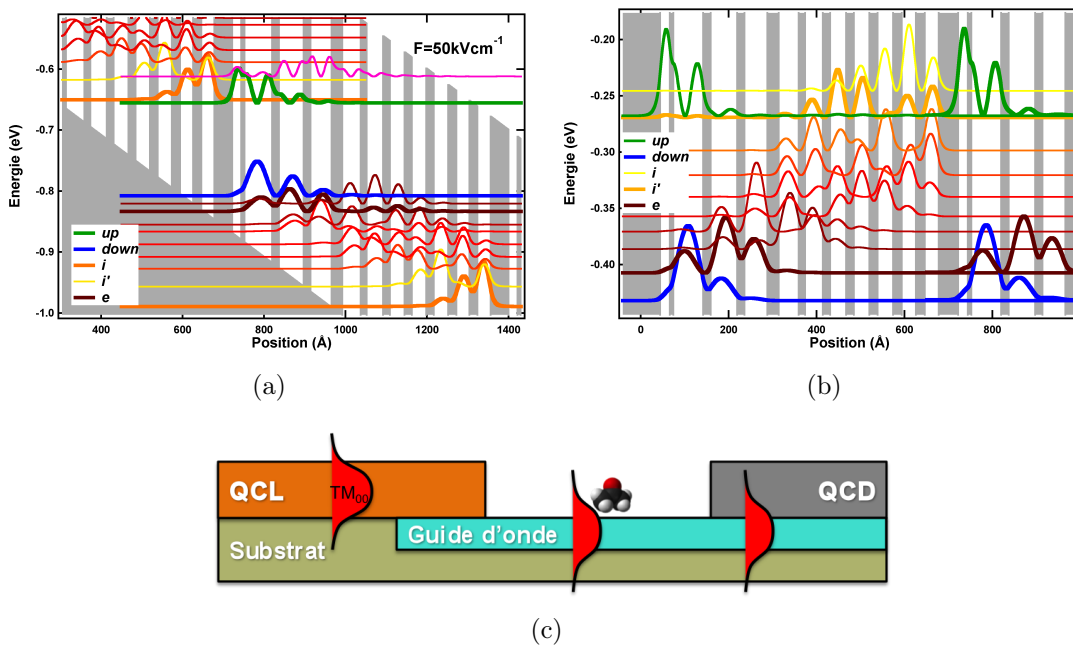 F=50kVcm⁻¹
Energie (eV)
-0.6
-0.7
-0.8
-0.9
-1.0
up
down
i
i'
e
400
600
800
1000
1200
1400
Position (Å)
(a)
Energie (eV)
-0.20
-0.25
-0.30
-0.35
-0.40
up
down
i
i'
e
0
200
400
600
800
Position (Å)
(b)
QCL
TM₀₀
QCD
Guide d'onde
Substrat
(c)